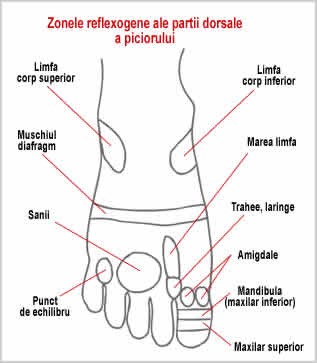 Zonele reflexogene ale partii dorsale
a piciorului
Limfa
corp superior
Limfa
corp inferior
Muschiul
diafragm
Marea limfa
Sanii
Trahee, laringe
Amigdale
Punct
de echilibru
Mandibula
(maxilar inferior)
Maxilar superior